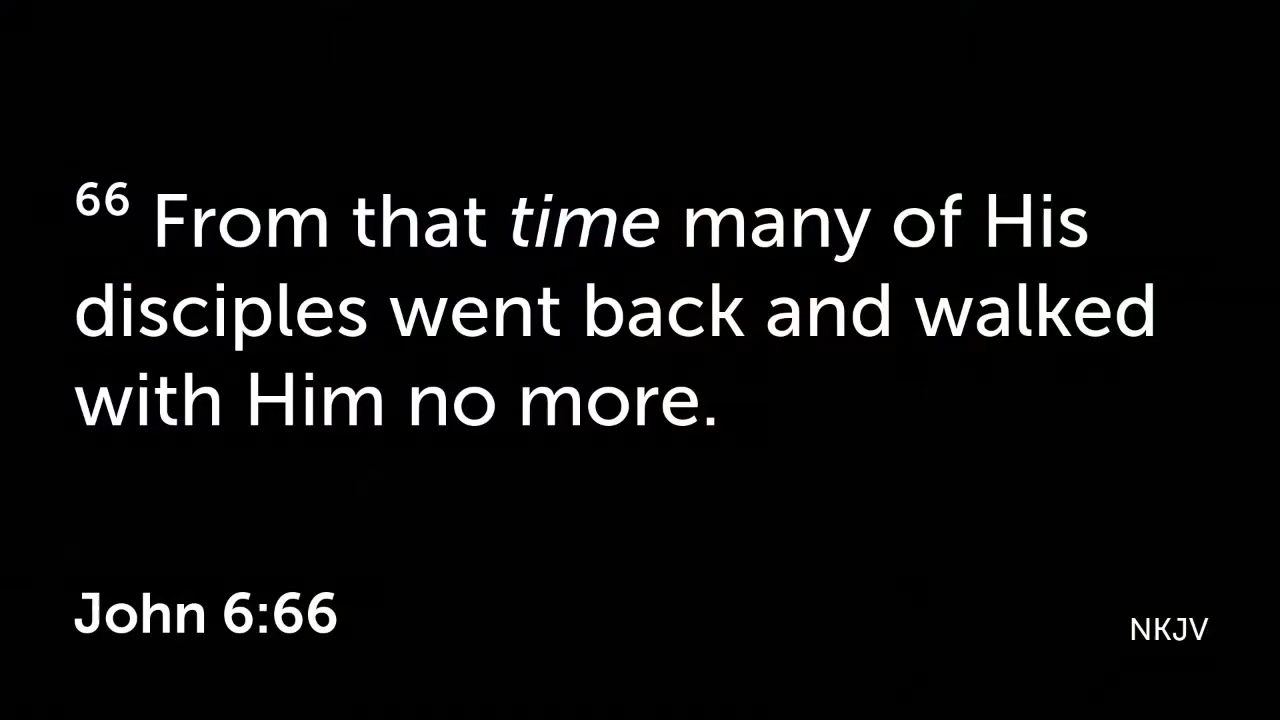 66 From that time many of His
disciples went back and walked
with Him no more.
John 6:66
NKJV